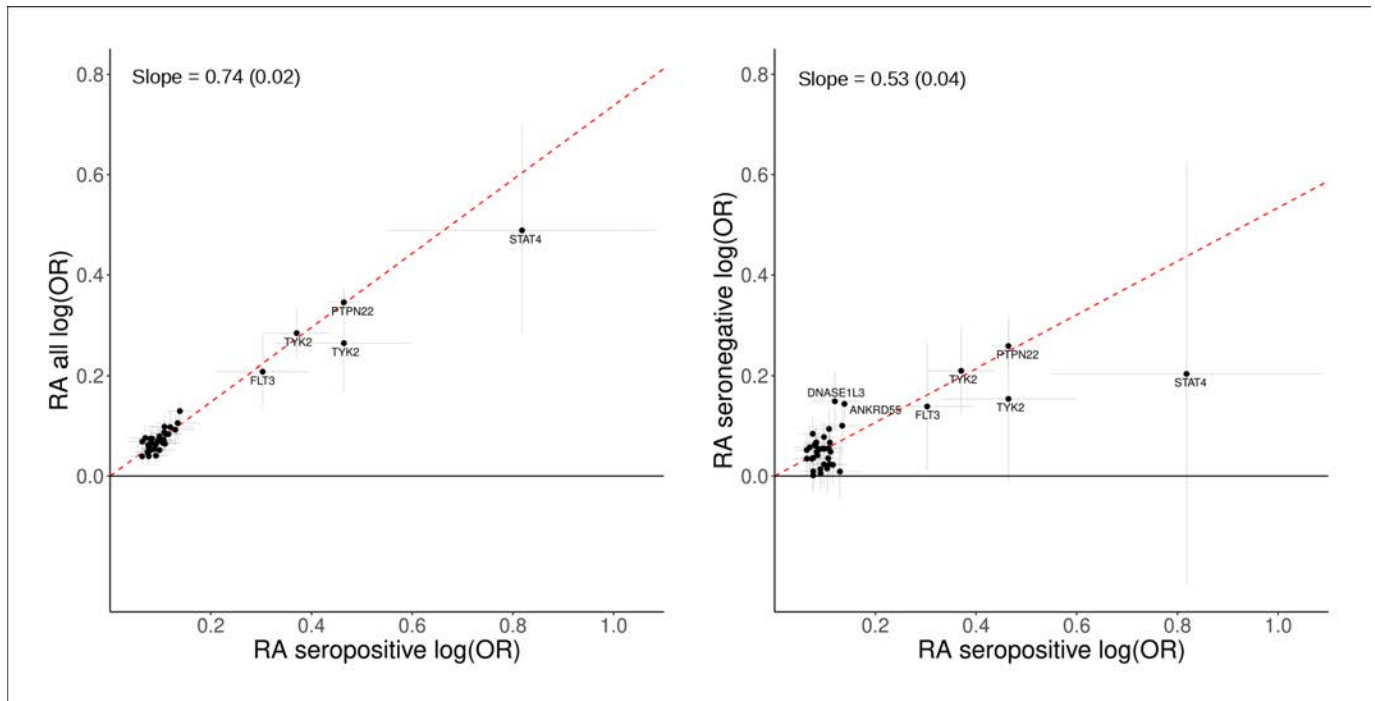 Slope = 0.74 (0.02)
RA all log(OR)
0.8
0.6
0.4
0.2
0.0
STAT4
PTPN22
TYK2
TYK2
FLT3
0.2 0.4 0.6 0.8 1.0
RA seropositive log(OR)
Slope = 0.53 (0.04)
RA seronegative log(OR)
0.8
0.6
0.4
0.2
0.0
PTPN22
TYK2
STAT4
DNASE1L3
ANKRD55
FLT3
TYK2
0.2 0.4 0.6 0.8 1.0
RA seropositive log(OR)